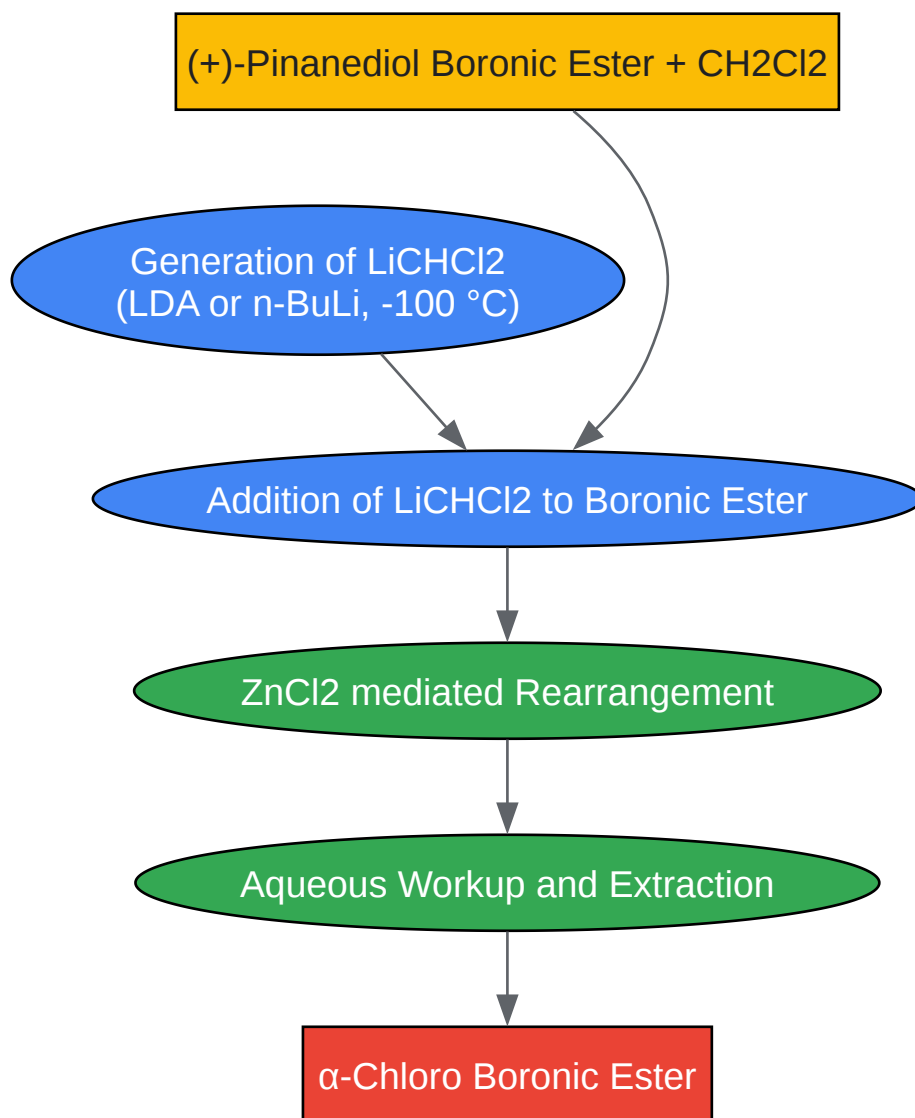 (+)-Pinanediol Boronic Ester + CH2Cl2
Generation of LiCHCl2
(LDA or n-BuLi, -100 °C)
Addition of LiCHCl2 to Boronic Ester
ZnCl2 mediated Rearrangement
Aqueous Workup and Extraction
α-Chloro Boronic Ester